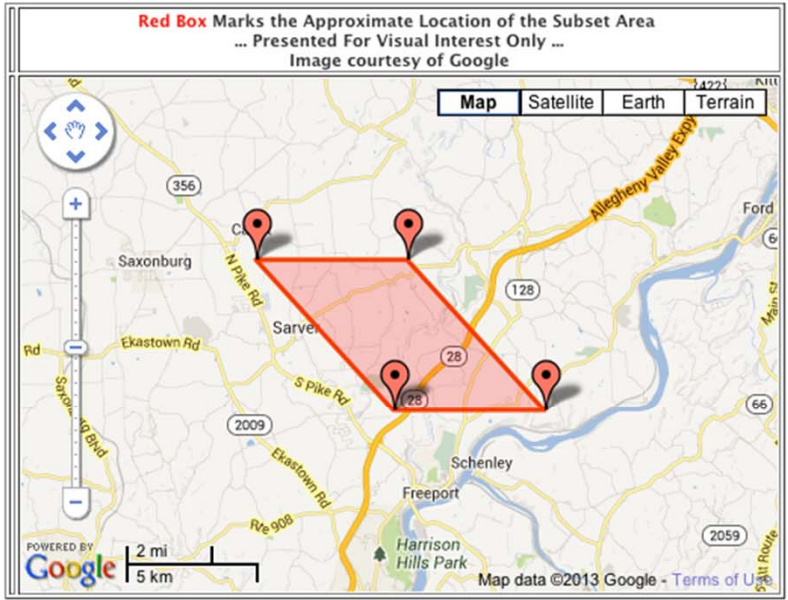 Red Box Marks the Approximate Location of the Subset Area
... Presented For Visual Interest Only ...
Image courtesy of Google
Map Satellite Earth Terrain
422
Allegheny Valley Expy
356
Ford
Saxonburg
N Pike Rd
128
Main St
Sarver
Rd
Ekastown Rd
28
S Pike Rd
28
66
2009
Ekastown Rd
Schenley
Freeport
Rte 908
2059
Harrison
Hills Park
POWERED BY
Google
2 mi
5 km
Map data ©2013 Google - Terms of Use